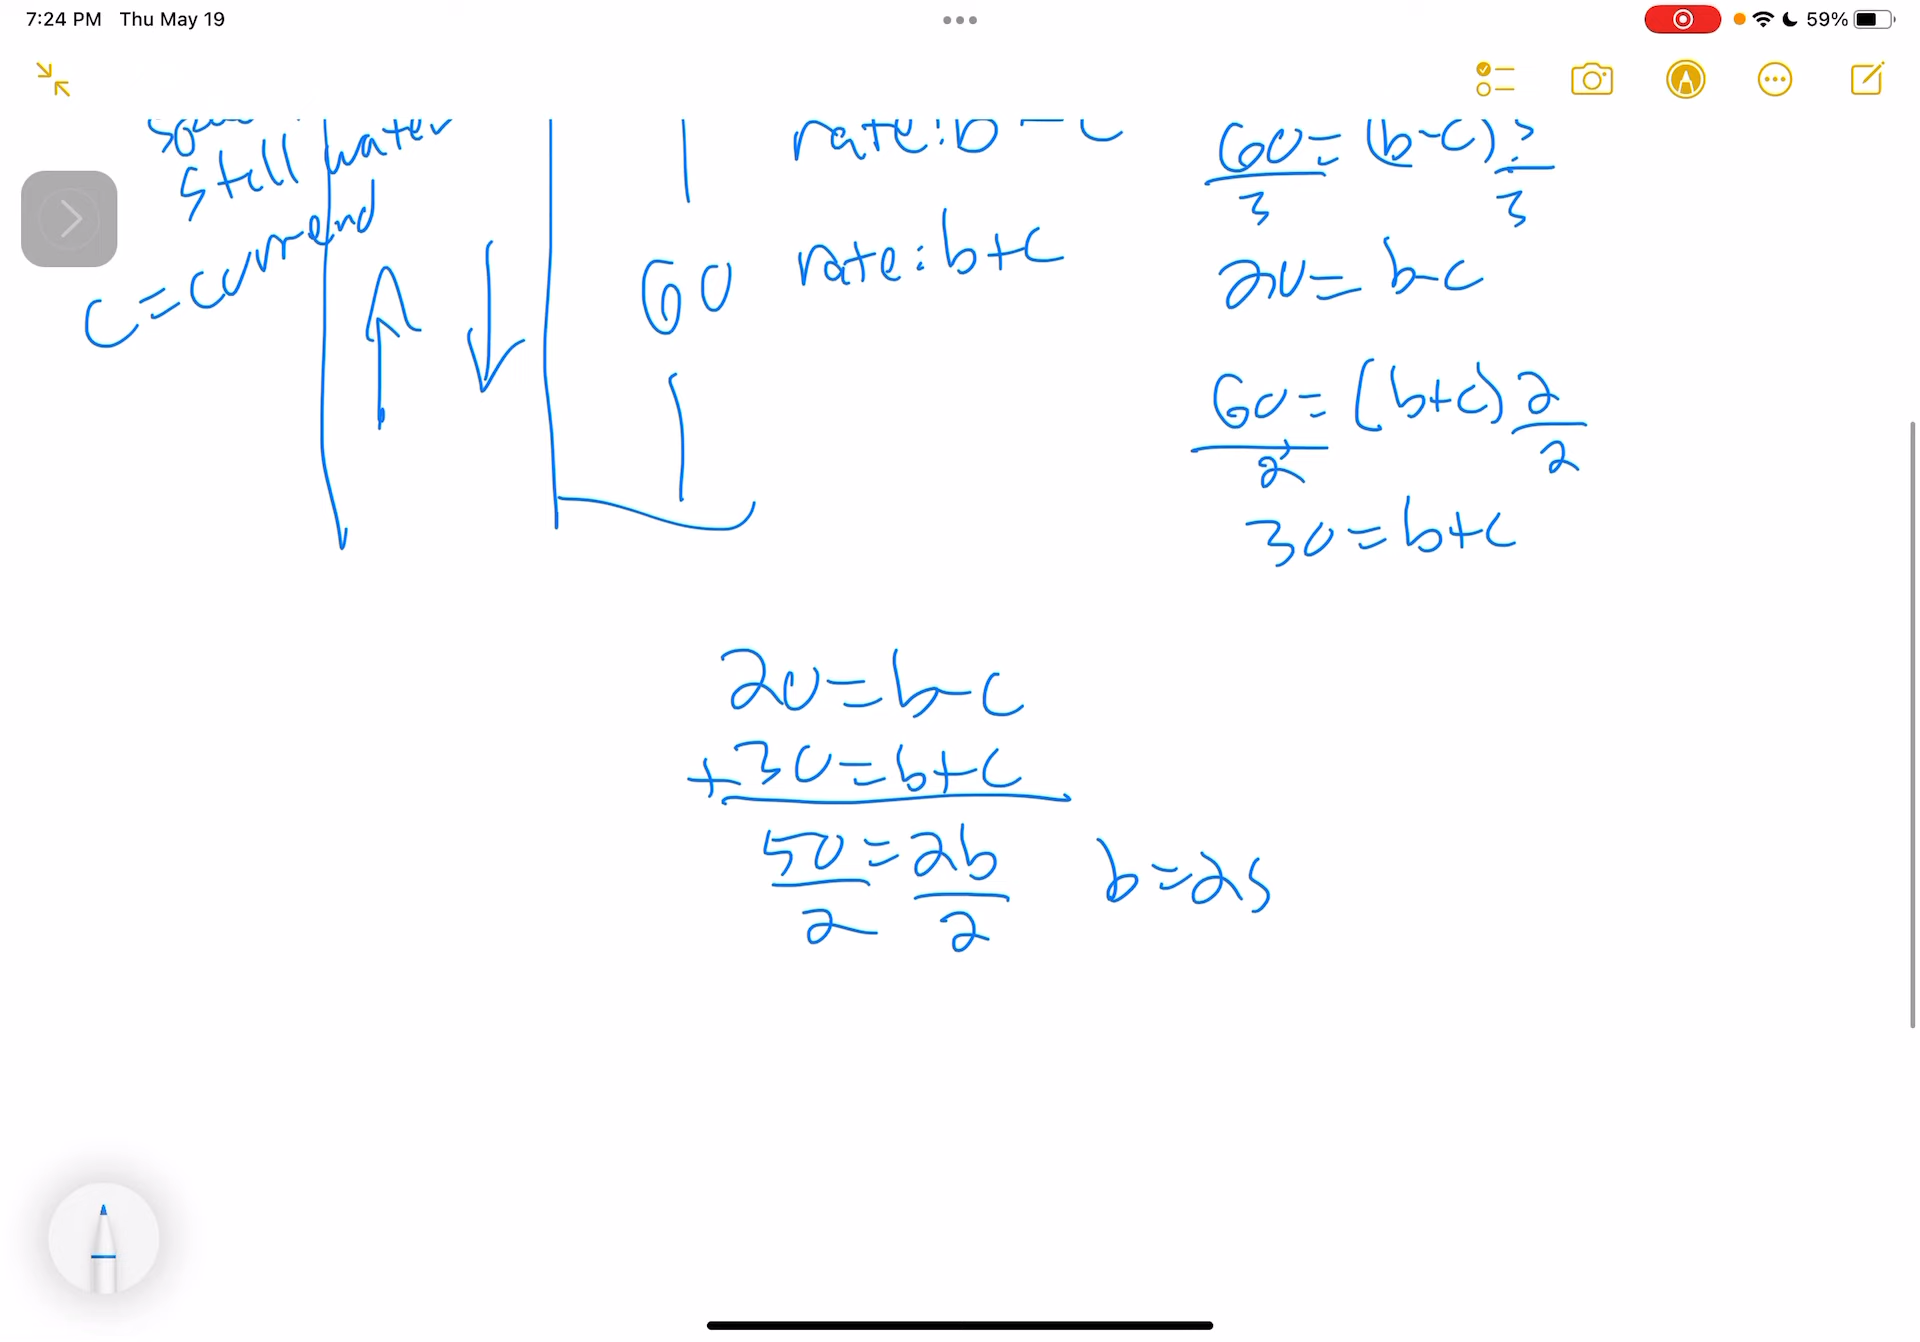 7:24 PM Thu May 19
59%
still water
c = currend
60
rate: b - c
rate: b+c
60 = (b-c) 3
3 3
20 = b-c
60 = (b+c) 2
2 2
30 = b+c
20 = b-c
+ 30 = b+c
50 = 2b
2 2
b = 25